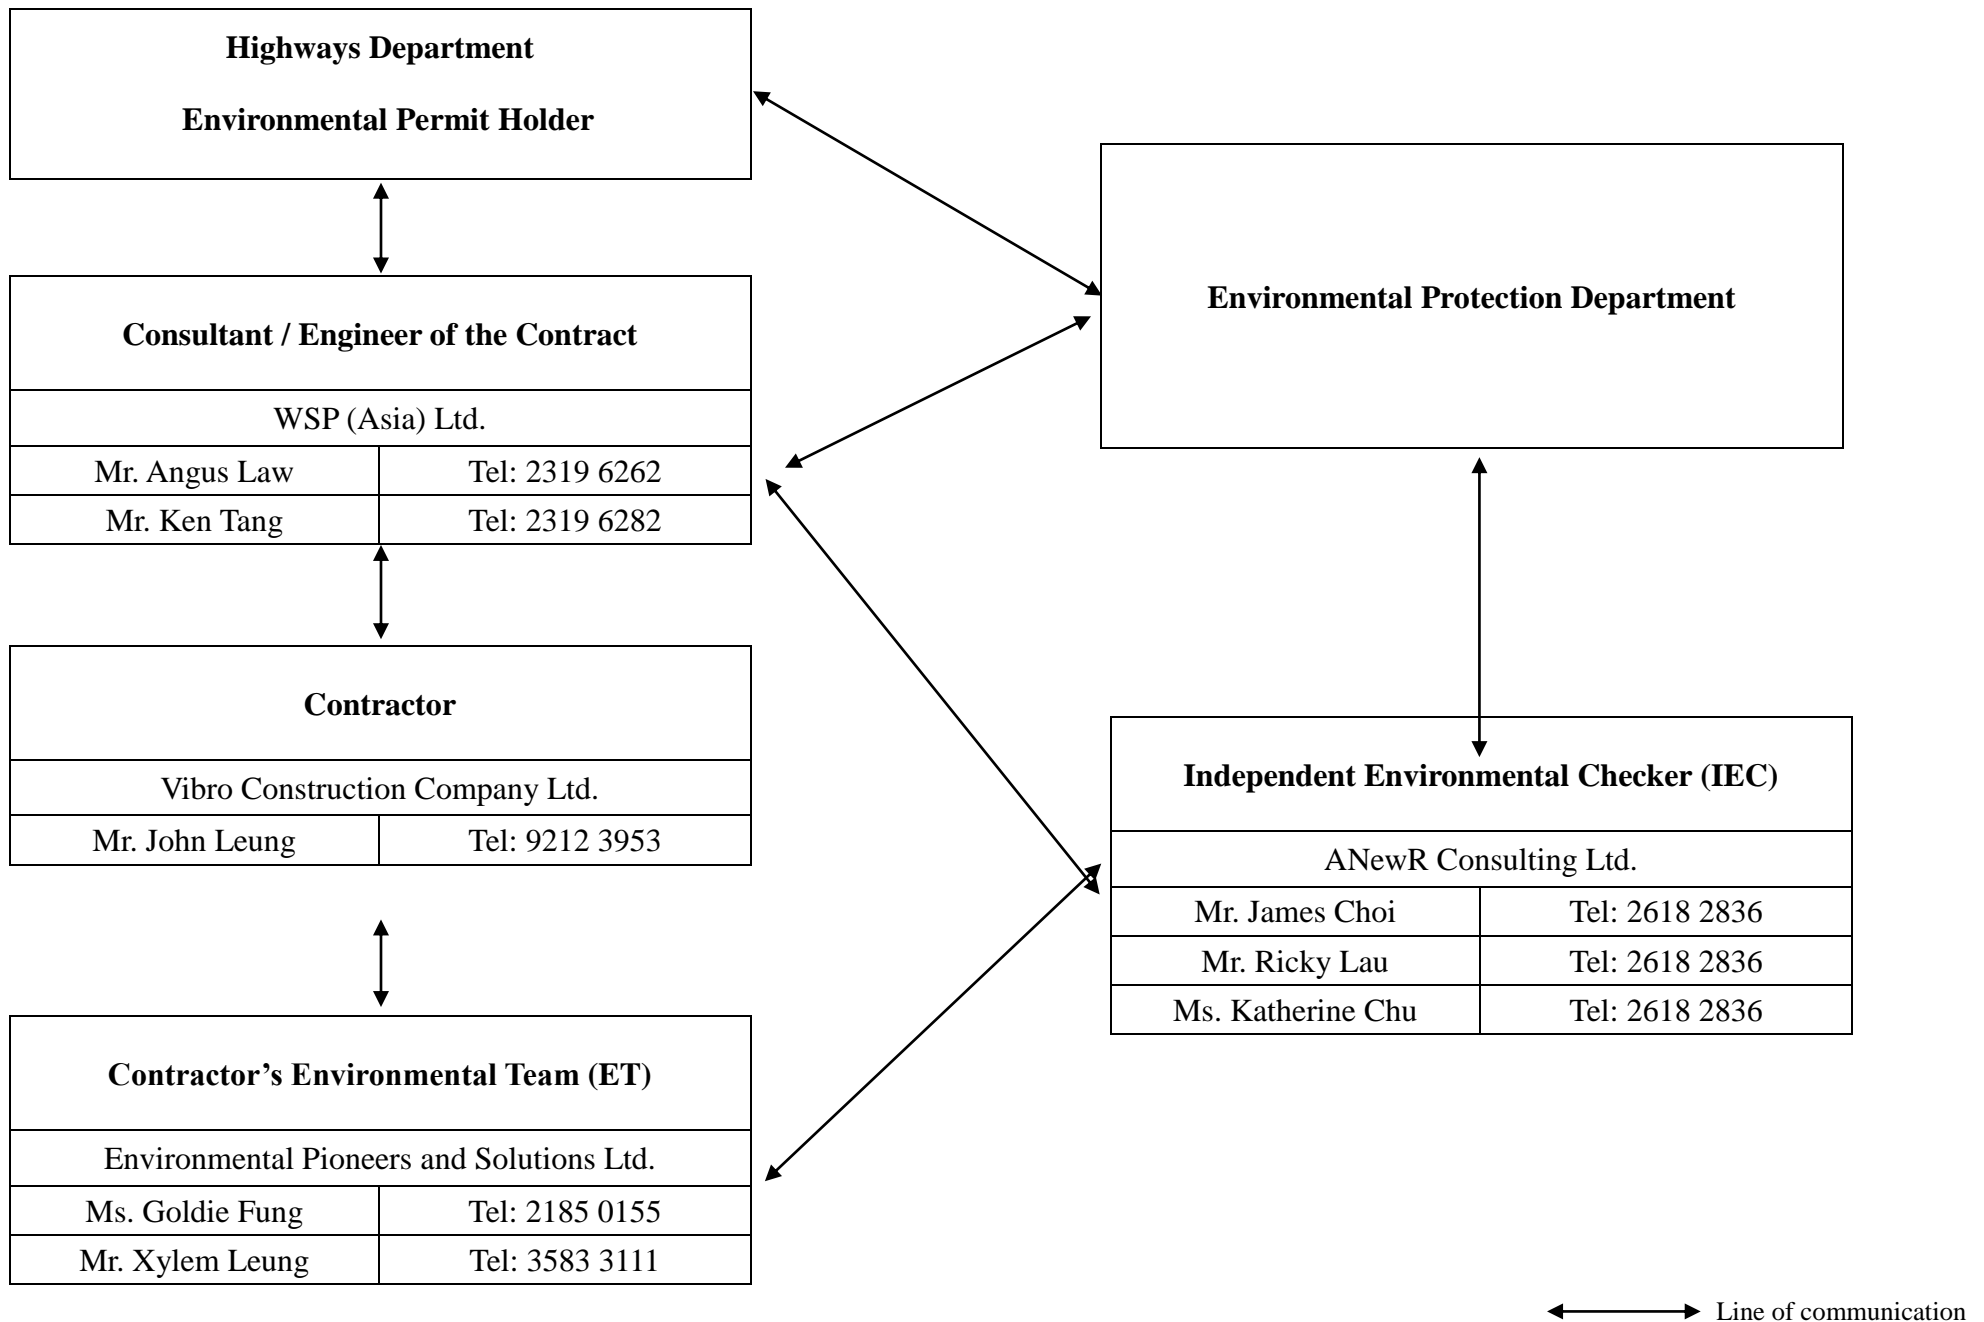 Highways Department
Environmental Permit Holder
Consultant / Engineer of the Contract
WSP (Asia) Ltd.
Mr. Angus Law Tel: 2319 6262
Mr. Ken Tang Tel: 2319 6282
Contractor
Vibro Construction Company Ltd.
Mr. John Leung Tel: 9212 3953
Contractor’s Environmental Team (ET)
Environmental Pioneers and Solutions Ltd.
Ms. Goldie Fung Tel: 2185 0155
Mr. Xylem Leung Tel: 3583 3111
Environmental Protection Department
Independent Environmental Checker (IEC)
ANewR Consulting Ltd.
Mr. James Choi Tel: 2618 2836
Mr. Ricky Lau Tel: 2618 2836
Ms. Katherine Chu Tel: 2618 2836
Line of communication